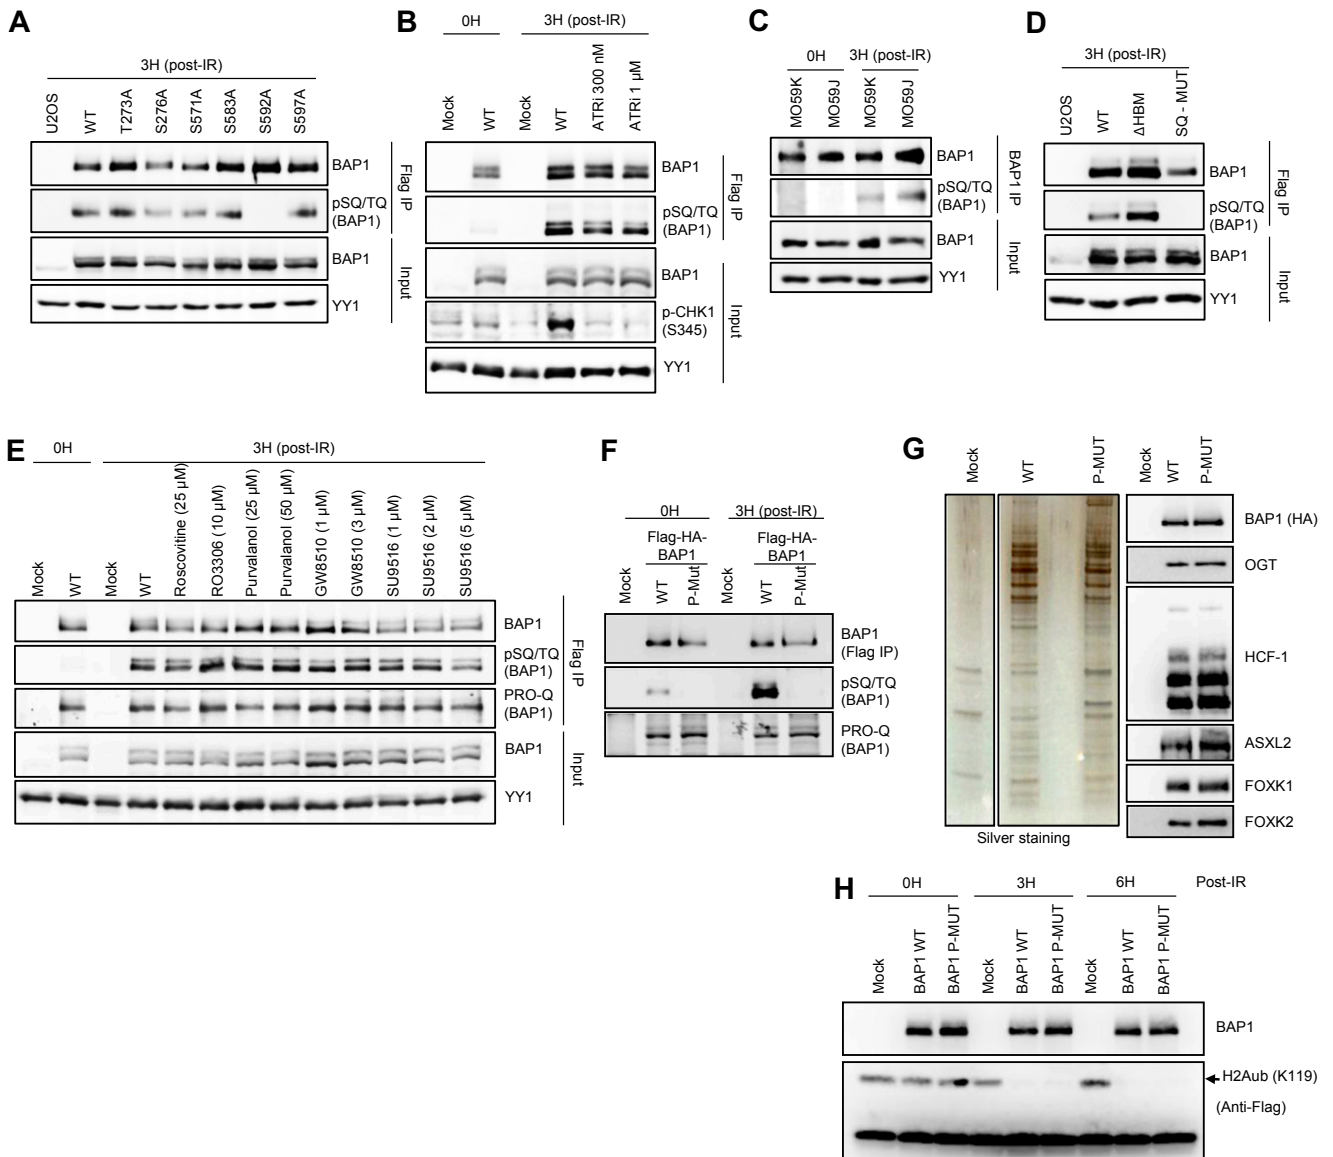 A
3H (post-IR)
U2OS
WT
T273A
S276A
S571A
S583A
S592A
S597A
BAP1
pSQ/TQ
(BAP1)
BAP1
YY1
Flag IP
Input
B
0H
3H (post-IR)
Mock
WT
Mock
WT
ATRi 300 nM
ATRi 1 µM
BAP1
pSQ/TQ
(BAP1)
BAP1
p-CHK1
(S345)
YY1
Flag IP
Input
C
0H
3H (post-IR)
MO59K
MO59J
MO59K
MO59J
BAP1
pSQ/TQ
(BAP1)
BAP1
YY1
BAP1 IP
Input
D
3H (post-IR)
U2OS
WT
ΔHBM
SQ - MUT
BAP1
pSQ/TQ
(BAP1)
BAP1
YY1
Flag IP
Input
E
0H
3H (post-IR)
Mock
WT
Mock
WT
Roscovitine (25 µM)
RO3306 (10 µM)
Purvalanol (25 µM)
Purvalanol (50 µM)
GW8510 (1 µM)
GW8510 (3 µM)
SU9516 (1 µM)
SU9516 (2 µM)
SU9516 (5 µM)
BAP1
pSQ/TQ
(BAP1)
PRO-Q
(BAP1)
BAP1
YY1
Flag IP
Input
F
0H
3H (post-IR)
Flag-HA-
BAP1
Flag-HA-
BAP1
Mock
WT
P-Mut
Mock
WT
P-Mut
BAP1
(Flag IP)
pSQ/TQ
(BAP1)
PRO-Q
(BAP1)
G
Mock
WT
P-MUT
Silver staining
Mock
WT
P-MUT
BAP1 (HA)
OGT
HCF-1
ASXL2
FOXK1
FOXK2
H
0H
3H
6H
Post-IR
Mock
BAP1 WT
BAP1 P-MUT
Mock
BAP1 WT
BAP1 P-MUT
Mock
BAP1 WT
BAP1 P-MUT
BAP1
H2Aub (K119)
(Anti-Flag)